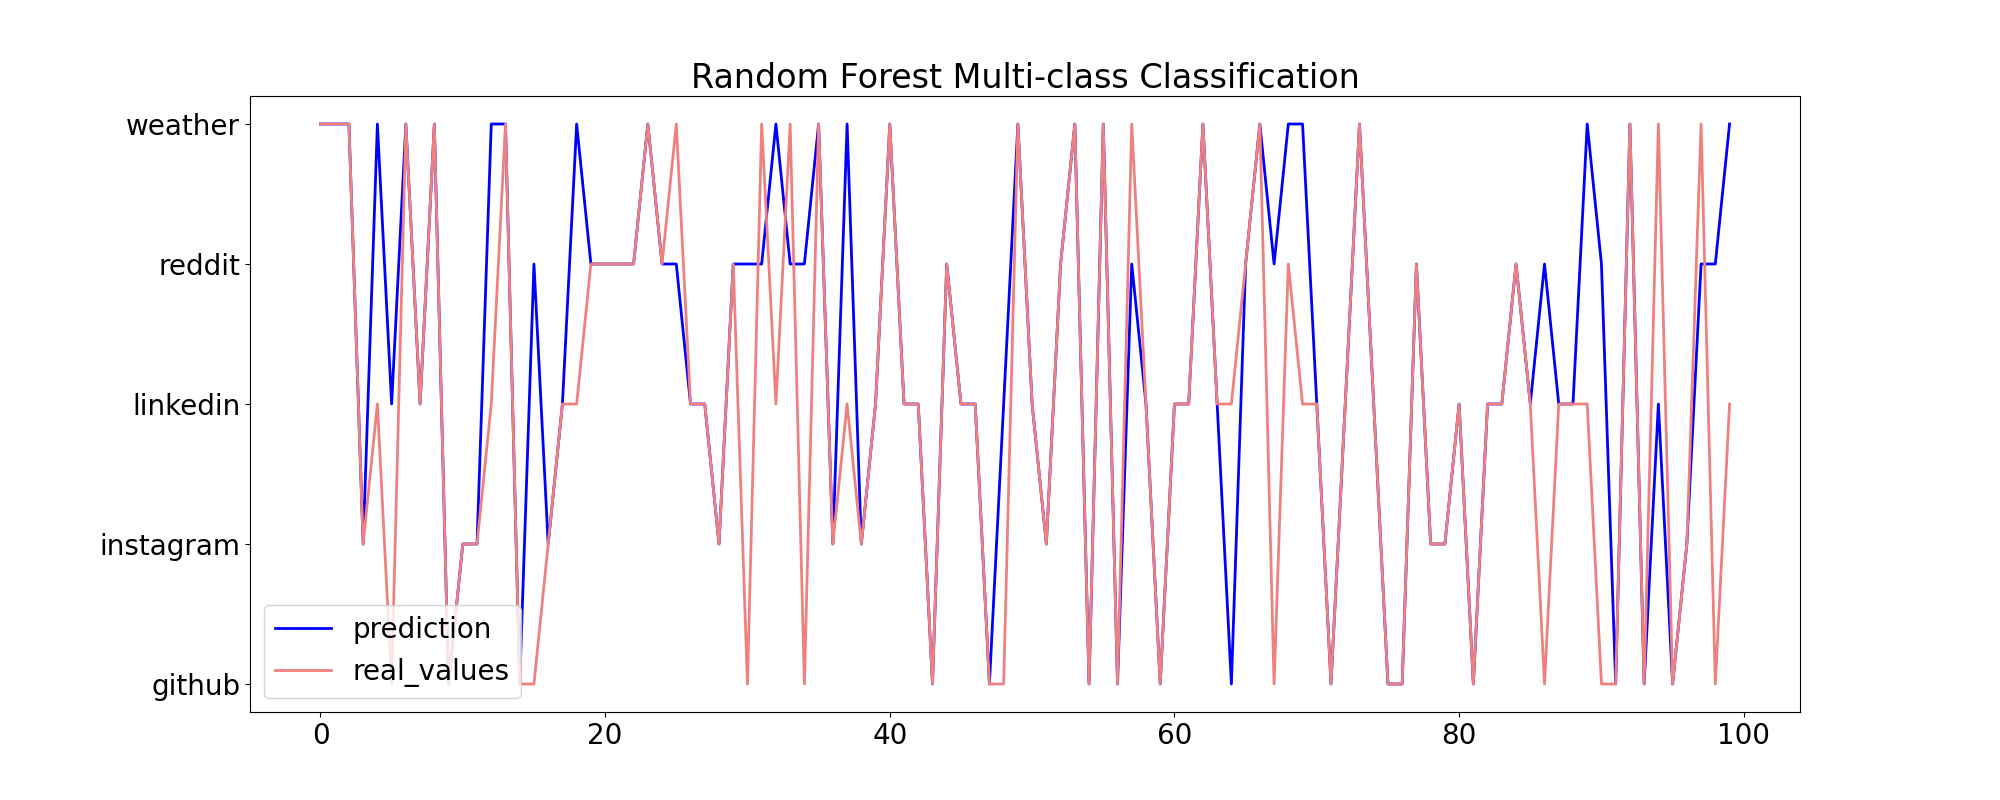 Random Forest Multi-class Classification
weather
reddit
linkedin
instagram
github
prediction
real_values
0 20 40 60 80 100